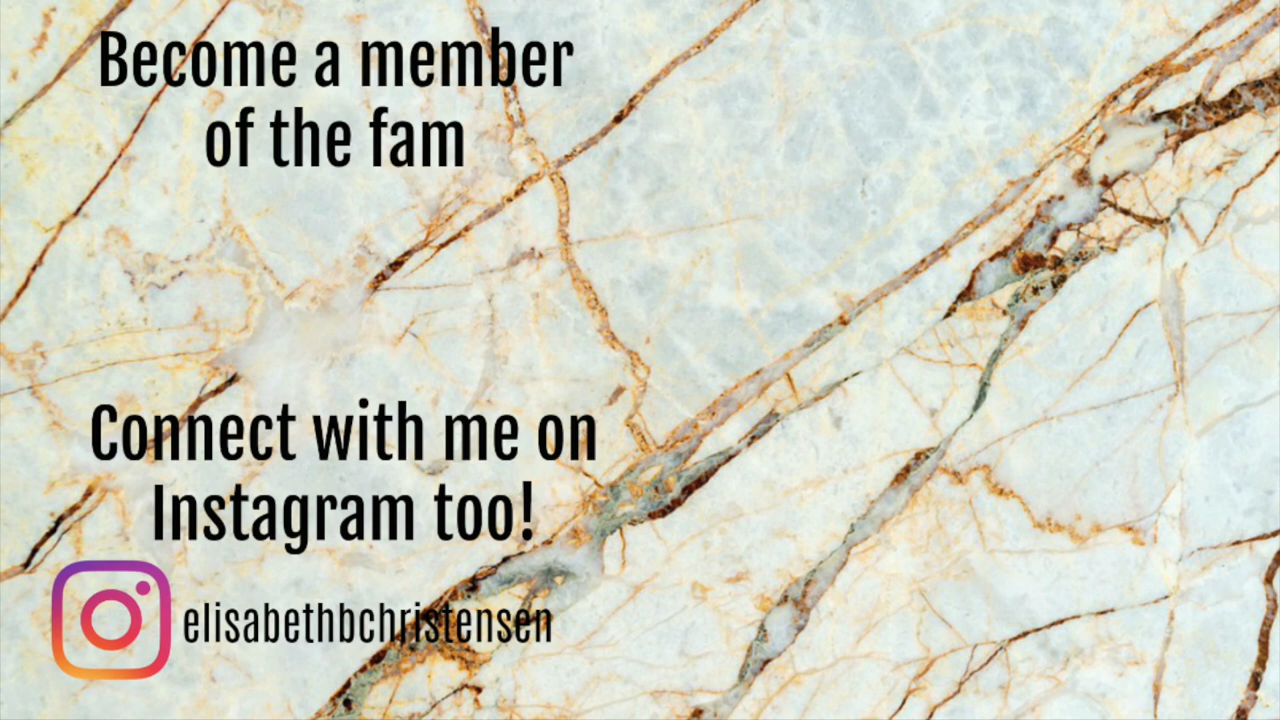 Become a member
of the fam
Connect with me on
Instagram too!
elisabethbchristensen